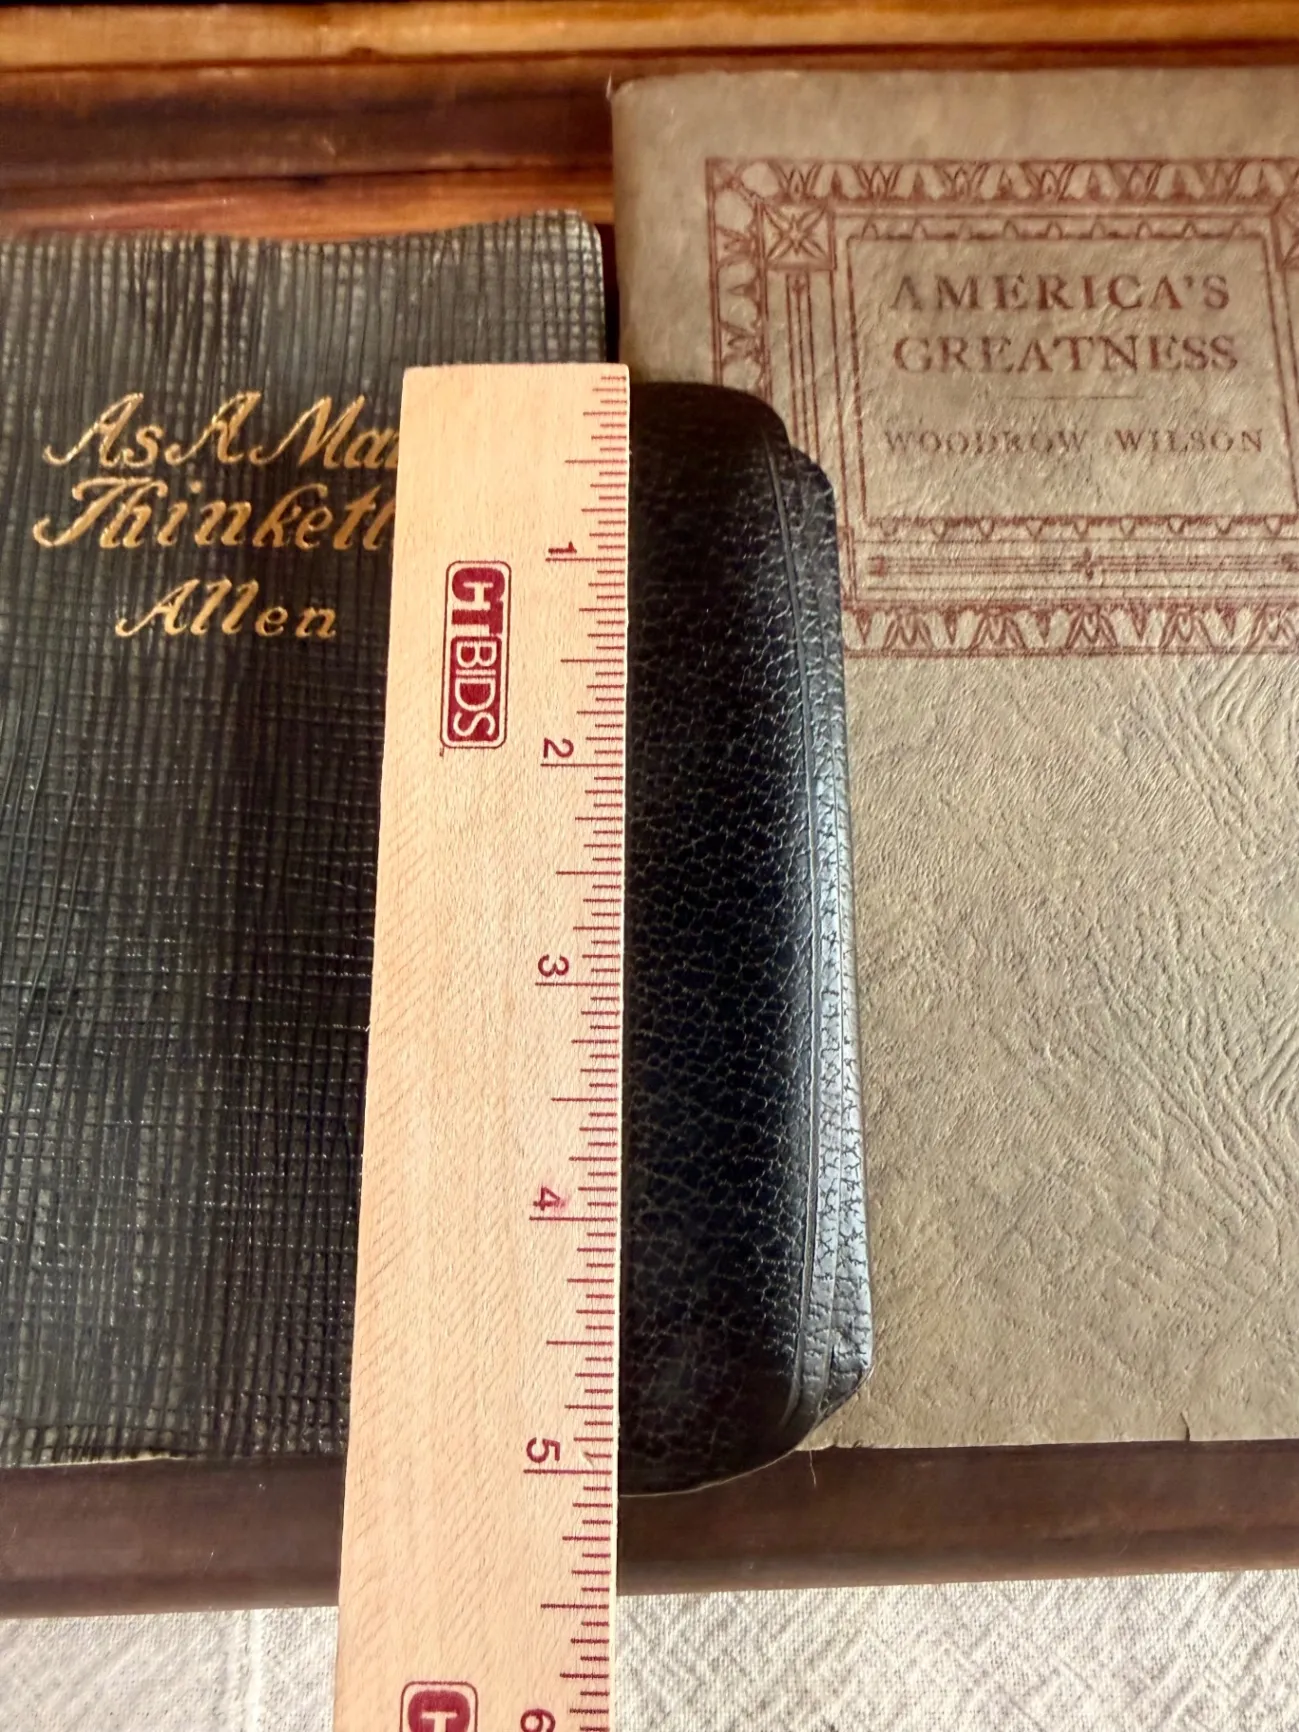 As A Man
Thinketh
Allen
AMERICA'S
GREATNESS
WOODROW WILSON
CTBIDS
1
2
3
4
5
6